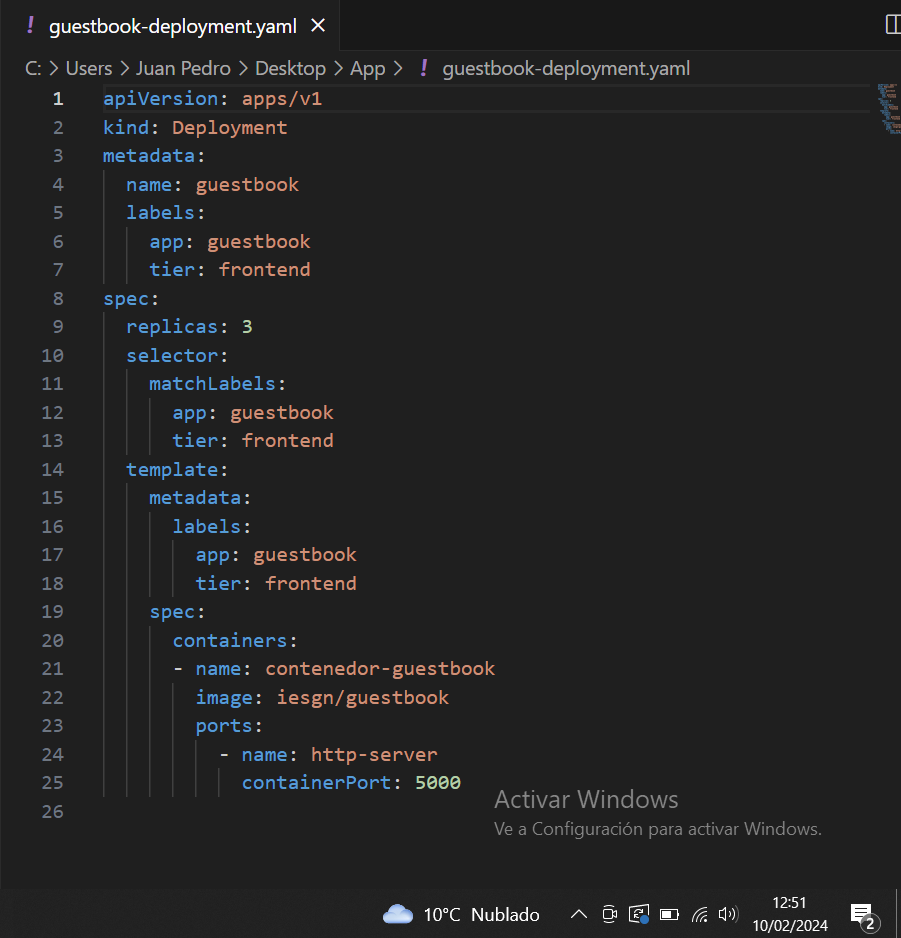 ! guestbook-deployment.yaml ×
C: > Users > Juan Pedro > Desktop > App > ! guestbook-deployment.yaml
1 apiVersion: apps/v1
2 kind: Deployment
3 metadata:
4   name: guestbook
5   labels:
6     app: guestbook
7     tier: frontend
8 spec:
9   replicas: 3
10   selector:
11     matchLabels:
12       app: guestbook
13       tier: frontend
14   template:
15     metadata:
16       labels:
17         app: guestbook
18         tier: frontend
19     spec:
20       containers:
21       - name: contenedor-guestbook
22         image: iesgn/guestbook
23         ports:
24           - name: http-server
25             containerPort: 5000
26
Activar Windows
Ve a Configuración para activar Windows.
10°C Nublado
12:51
10/02/2024
2